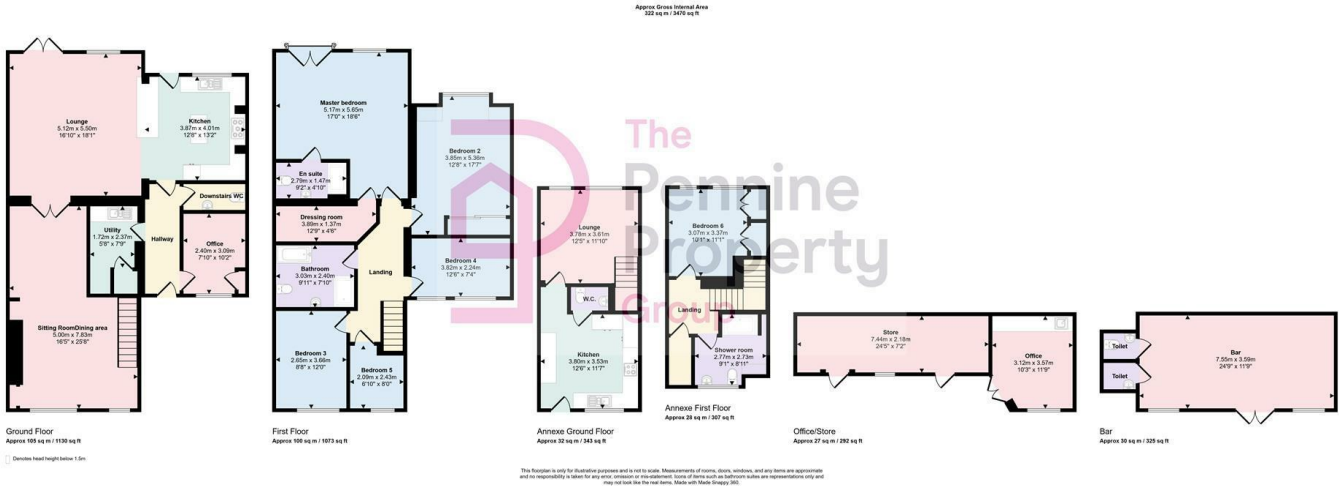 Approx Gross Internal Area
322 sq m / 3470 sq ft
Lounge
5.12m x 5.50m
16'10" x 18'1"
Kitchen
3.87m x 4.01m
12'8" x 13'2"
Downstairs WC
Utility
1.72m x 2.37m
5'8" x 7'9"
Hallway
Office
2.40m x 3.09m
7'10" x 10'2"
Sitting RoomDining area
5.00m x 7.83m
16'5" x 25'8"
Ground Floor
Approx 105 sq m / 1130 sq ft
Denotes head height below 1.5m
Master bedroom
5.17m x 5.65m
17'0" x 18'6"
En suite
2.79m x 1.47m
9'2" x 4'10"
Dressing room
3.89m x 1.37m
12'9" x 4'6"
Bathroom
3.03m x 2.40m
9'11" x 7'10"
Landing
Bedroom 2
3.85m x 5.36m
12'8" x 17'7"
Bedroom 4
3.82m x 2.24m
12'6" x 7'4"
Bedroom 3
2.65m x 3.66m
8'8" x 12'0"
Bedroom 5
2.09m x 2.43m
6'10" x 8'0"
First Floor
Approx 100 sq m / 1073 sq ft
The
Pennine
Property
Group
Lounge
3.78m x 3.61m
12'5" x 11'10"
W.C.
Kitchen
3.80m x 3.53m
12'6" x 11'7"
Annexe Ground Floor
Approx 32 sq m / 343 sq ft
Bedroom 6
3.07m x 3.37m
10'1" x 11'1"
Landing
Shower room
2.77m x 2.73m
9'1" x 8'11"
Annexe First Floor
Approx 28 sq m / 307 sq ft
Store
7.44m x 2.18m
24'5" x 7'2"
Office
3.12m x 3.57m
10'3" x 11'9"
Office/Store
Approx 27 sq m / 292 sq ft
Toilet
Toilet
Bar
7.55m x 3.59m
24'9" x 11'9"
Bar
Approx 30 sq m / 325 sq ft
This floorplan is only for illustrative purposes and is not to scale. Measurements of rooms, doors, windows, and any items are approximate
and no responsibility is taken for any error, omission or mis-statement. Icons of items such as bathroom suites are representations only and
may not look like the real items. Made with Made Snappy 360.